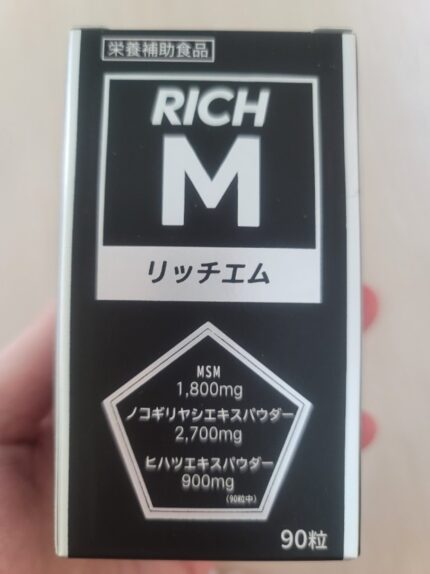 栄養補助食品
RICH
M
リッチエム
MSM
1,800mg
ノコギリヤシエキスパウダー
2,700mg
ヒハツエキスパウダー
900mg
(90粒中)
90粒